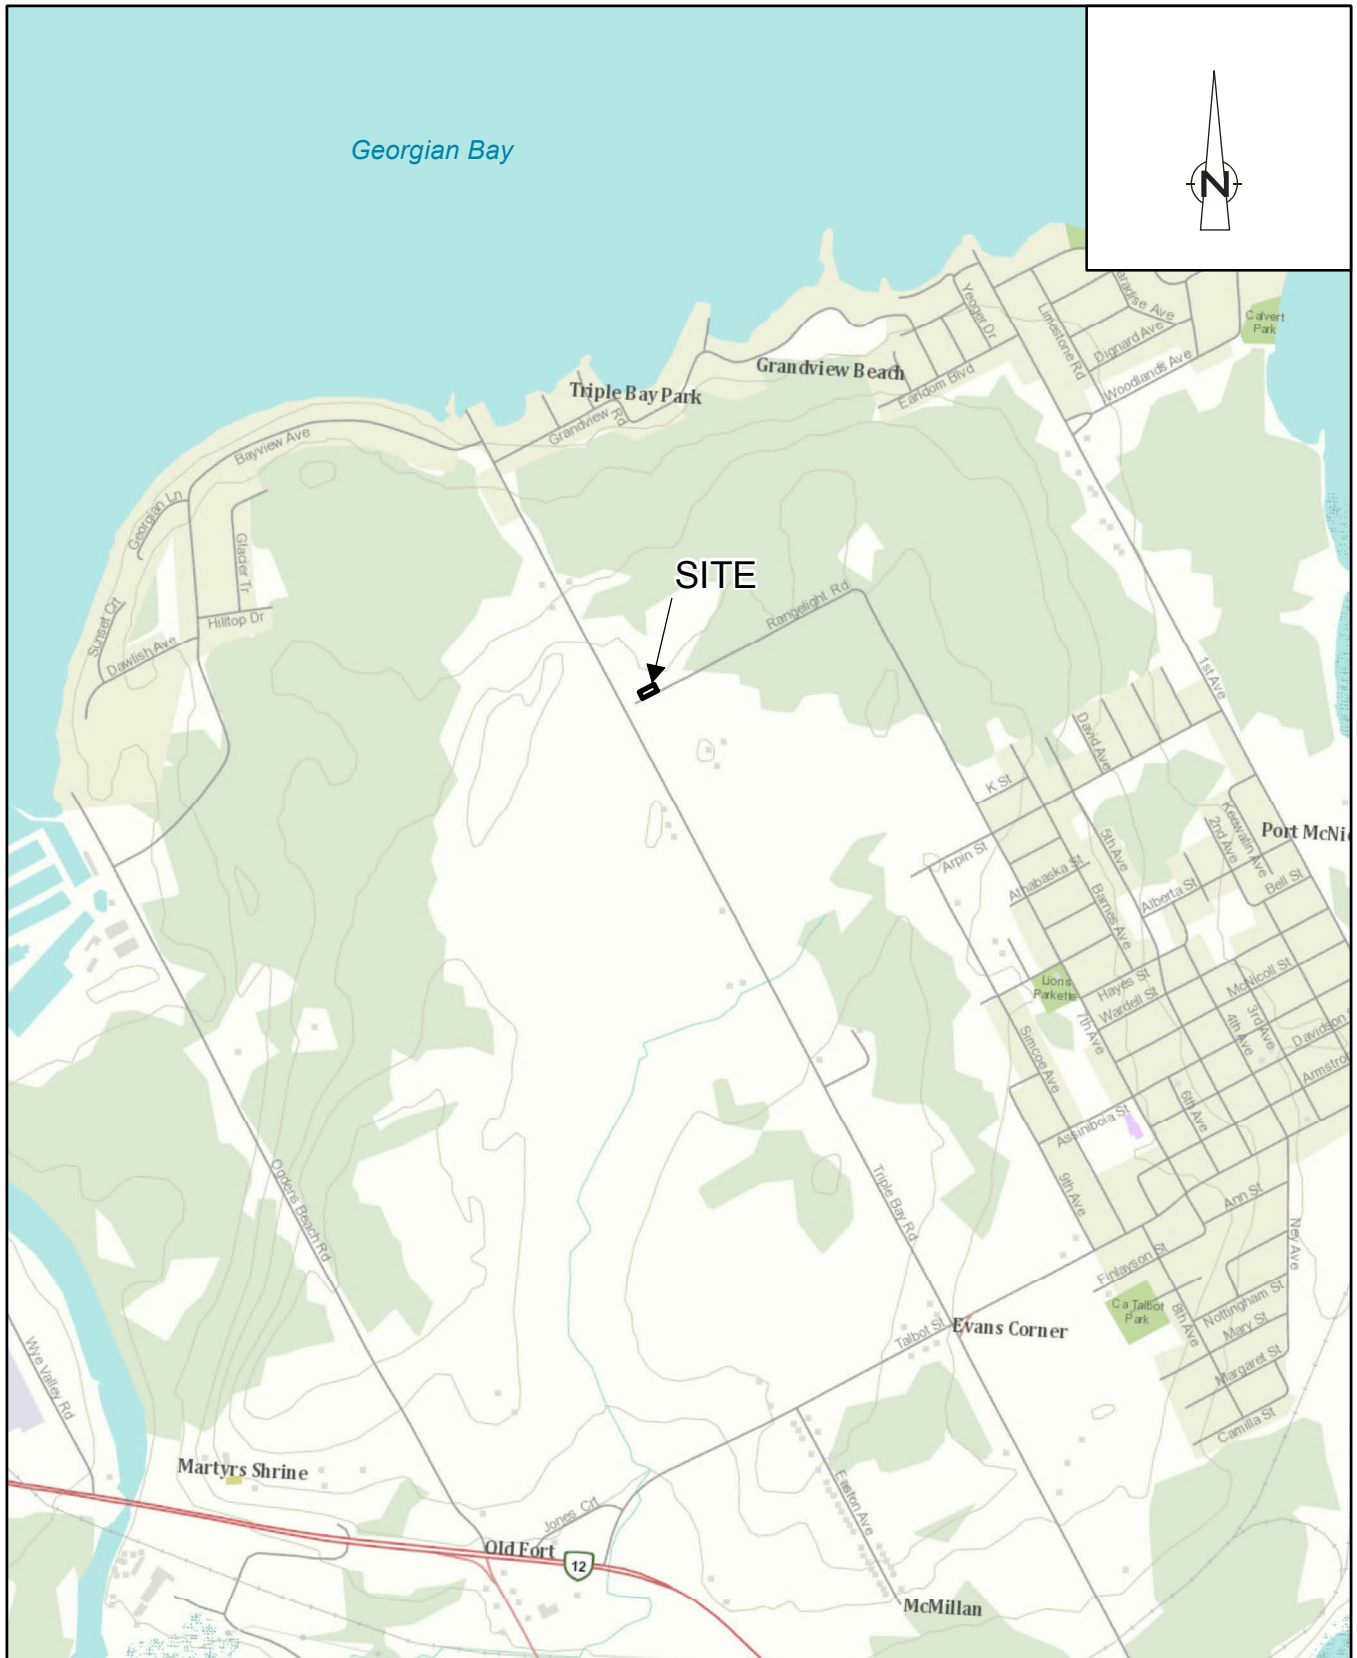 Georgian Bay
N
Yeoger Dr
Limestone Rd
aradise Ave
Dignard Ave
Woodlands Ave
Calvert
Park
Grandview Beach
Earldom Blvd
Triple Bay Park
Grandview Rd
Bayview Ave
Georgian Ln
Glacier Tr
Hilltop Dr
Sunset Crt
Dawlish Ave
SITE
Rangelight Rd
1st Ave
David Ave
K St
Keewatin Ave
2nd Ave
Port McNi
5th Ave
Arpin St
Athabaska St
Barnes Ave
Alberta St
Bell St
Lions
Parkette
Hayes St
Wardell St
McNicoll St
7th Ave
3rd Ave
4th Ave
Davidson
Armstro
Simcoe Ave
6th Ave
Assiniboia St
Ogdens Beach Rd
Triple Bay Rd
9th Ave
Ann St
Ney Ave
Finlayson St
Ca Talbot
Park
8th Ave
Nottingham St
Mary St
Margaret St
Camilla St
Talbot St
Evans Corner
Wye Valley Rd
Martyrs Shrine
Easton Ave
Jones Crt
Old Fort
12
McMillan